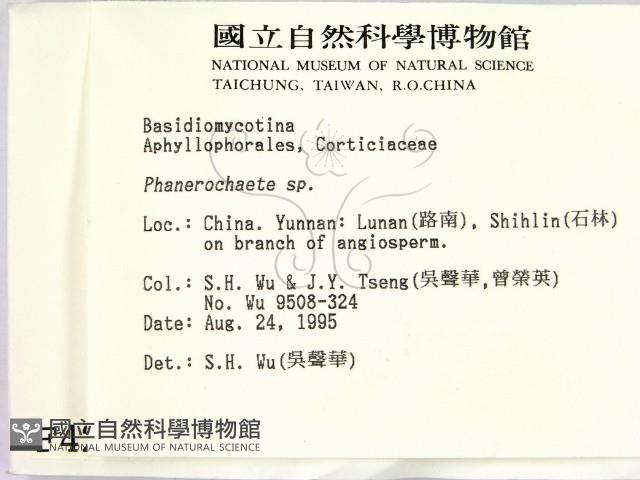 國立自然科學博物館
NATIONAL MUSEUM OF NATURAL SCIENCE
TAICHUNG, TAIWAN, R.O.CHINA
Basidiomycotina
Aphyllophorales, Corticiaceae
Phanerochaete sp.
Loc.: China. Yunnan: Lunan(路南), Shihlin(石林)
on branch of angiosperm.
Col.: S.H. Wu & J.Y. Tseng(吳聲華,曾榮英)
No. Wu 9508-324
Date: Aug. 24, 1995
Det.: S.H. Wu(吳聲華)
國立自然科學博物館
NATIONAL MUSEUM OF NATURAL SCIENCE